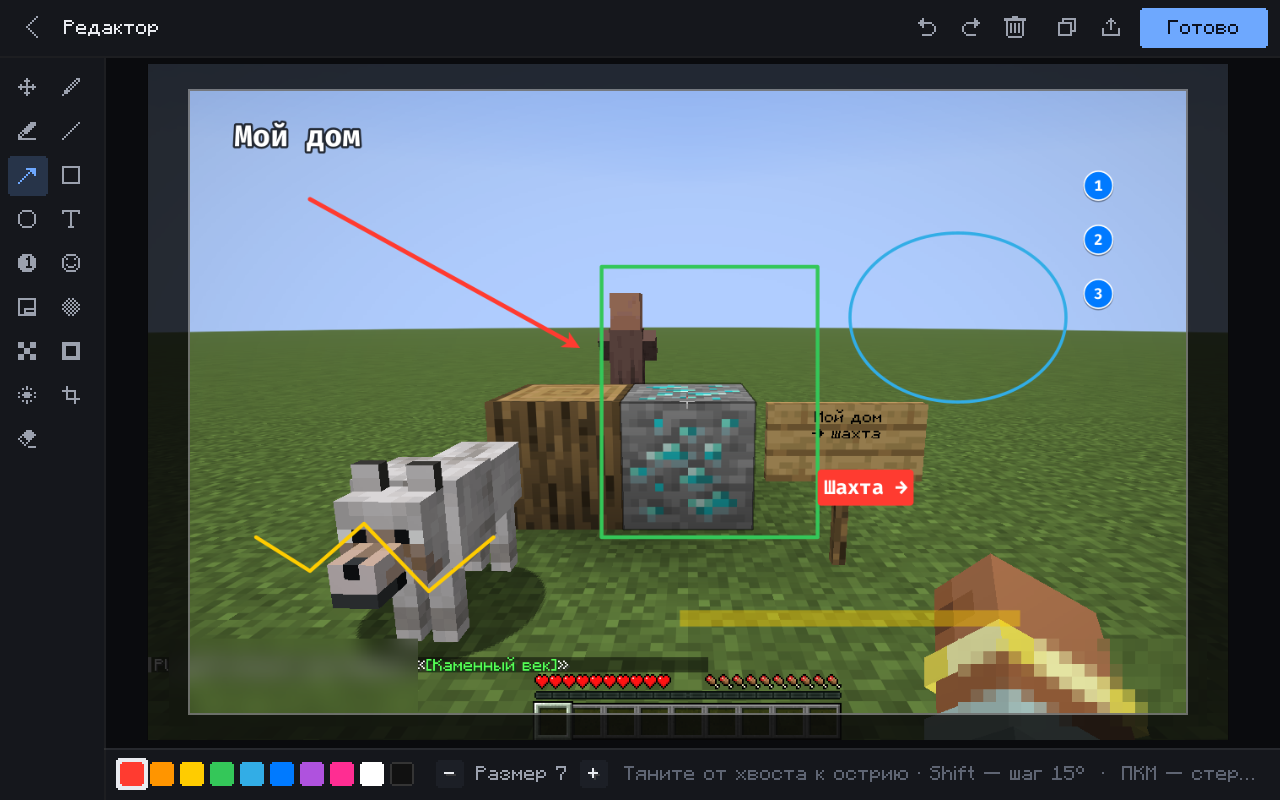 Редактор
Готово
Мой дом
1
2
3
Мой дом
→ шахта
Шахта →
«[Каменный век]»
Размер 7
Тяните от хвоста к острию · Shift — шаг 15° · ПКМ — стер...